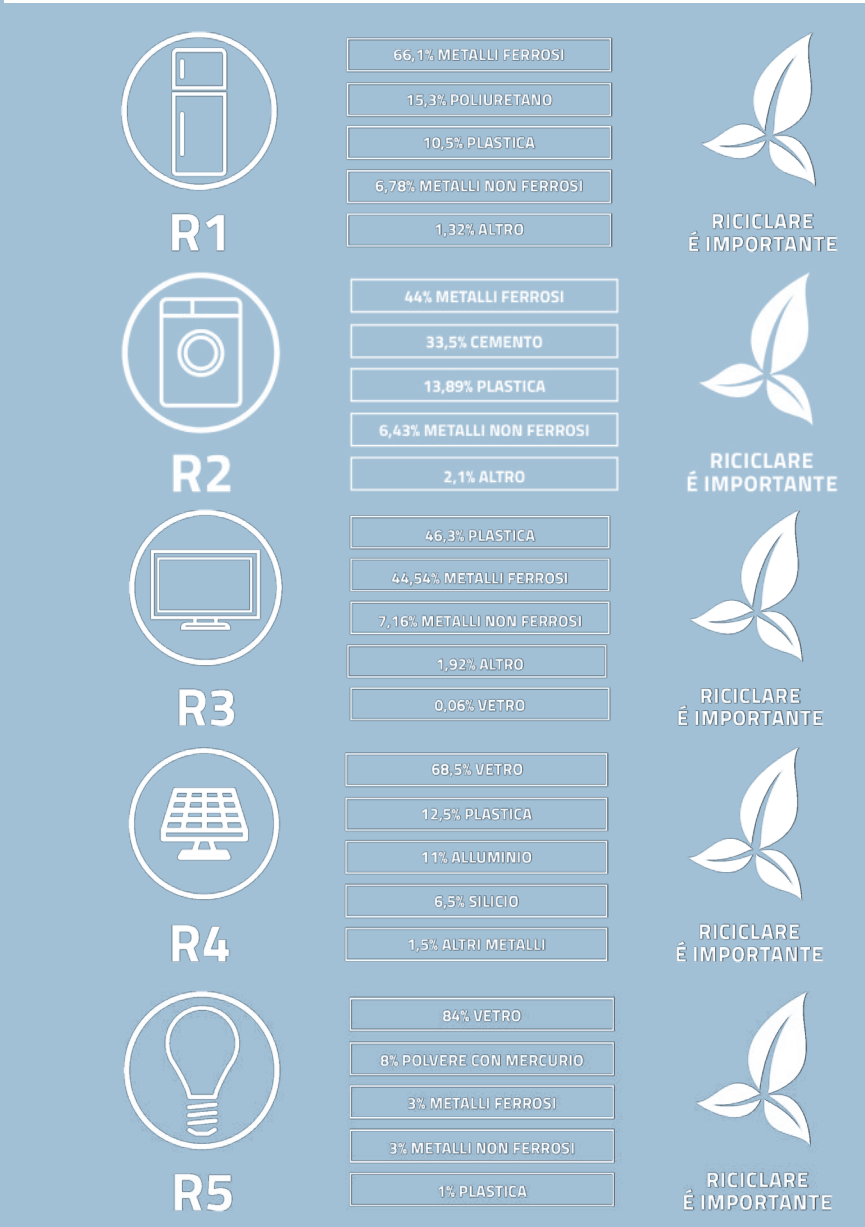 66,1% METALLI FERROSI
15,3% POLIURETANO
10,5% PLASTICA
6,78% METALLI NON FERROSI
1,32% ALTRO
R1
RICICLARE
É IMPORTANTE
44% METALLI FERROSI
33,5% CEMENTO
13,89% PLASTICA
6,43% METALLI NON FERROSI
2,1% ALTRO
R2
RICICLARE
É IMPORTANTE
46,3% PLASTICA
44,54% METALLI FERROSI
7,16% METALLI NON FERROSI
1,92% ALTRO
0,06% VETRO
R3
RICICLARE
É IMPORTANTE
68,5% VETRO
12,5% PLASTICA
11% ALLUMINIO
6,5% SILICIO
1,5% ALTRI METALLI
R4
RICICLARE
É IMPORTANTE
84% VETRO
8% POLVERE CON MERCURIO
3% METALLI FERROSI
3% METALLI NON FERROSI
1% PLASTICA
R5
RICICLARE
É IMPORTANTE